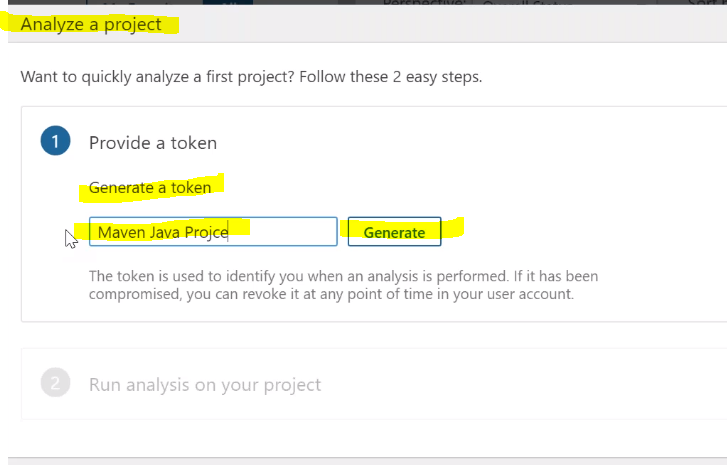 Perspective: Overall Status
Analyze a project
Want to quickly analyze a first project? Follow these 2 easy steps.
1 Provide a token
Generate a token
Maven Java Projce Generate
The token is used to identify you when an analysis is performed. If it has been
compromised, you can revoke it at any point of time in your user account.
2 Run analysis on your project